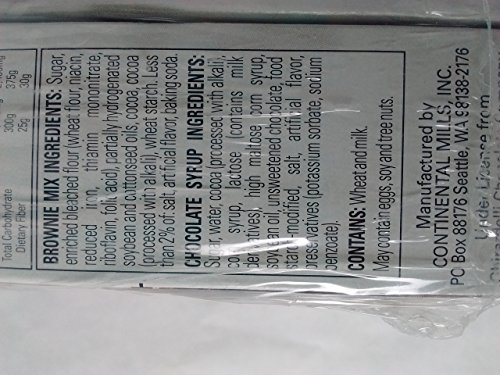 Total Carbohydrate 300g 375g
Dietary Fiber 25g 30g
BROWNIE MIX INGREDIENTS: Sugar,
enriched bleached flour (wheat flour, niacin,
reduced iron, thiamin mononitrate,
riboflavin, folic acid), partially hydrogenated
soybean and cottonseed oils, cocoa, cocoa
(processed with alkali), wheat starch. Less
than 2% of: salt, artificial flavor, baking soda.
CHOCOLATE SYRUP INGREDIENTS:
Sugar, water, cocoa (processed with alkali),
corn syrup, lactose (contains milk
derivatives), high maltose corn syrup,
soybean oil, unsweetened chocolate, food
starch-modified, salt, artificial flavor,
preservatives (potassium sorbate, sodium
benzoate).
CONTAINS: Wheat and milk.
May contain eggs, soy and tree nuts.
Manufactured by
CONTINENTAL MILLS, INC.
PO Box 88176 Seattle, WA 98138-2176
Under License from